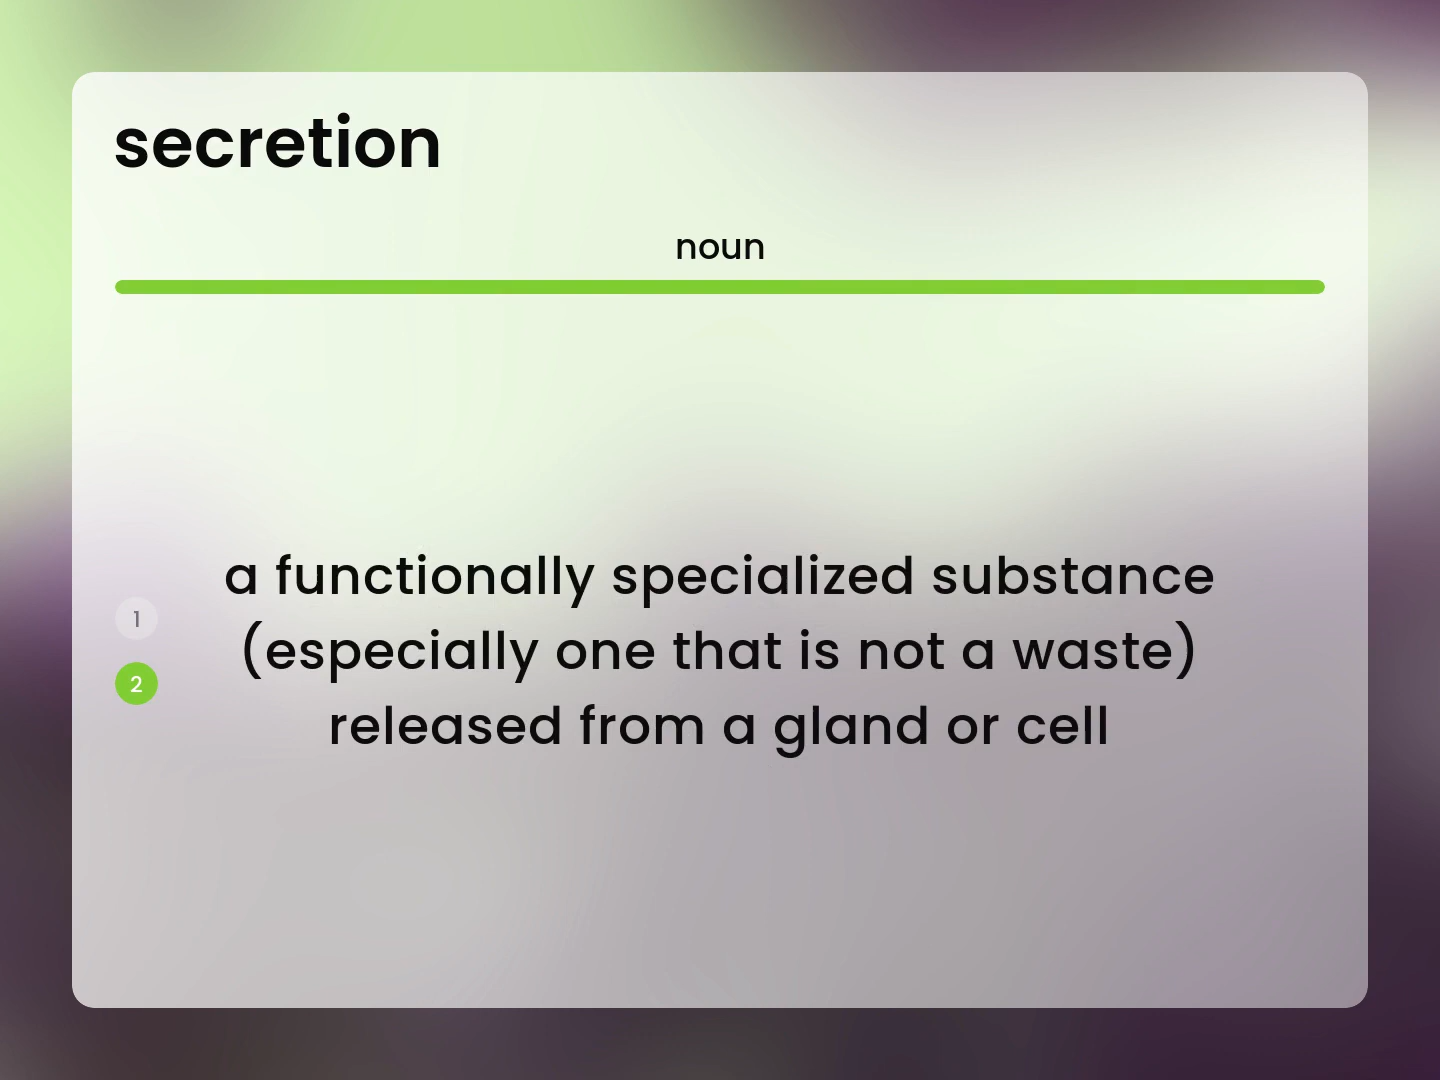 secretion
noun
a functionally specialized substance
(especially one that is not a waste)
released from a gland or cell
1
2